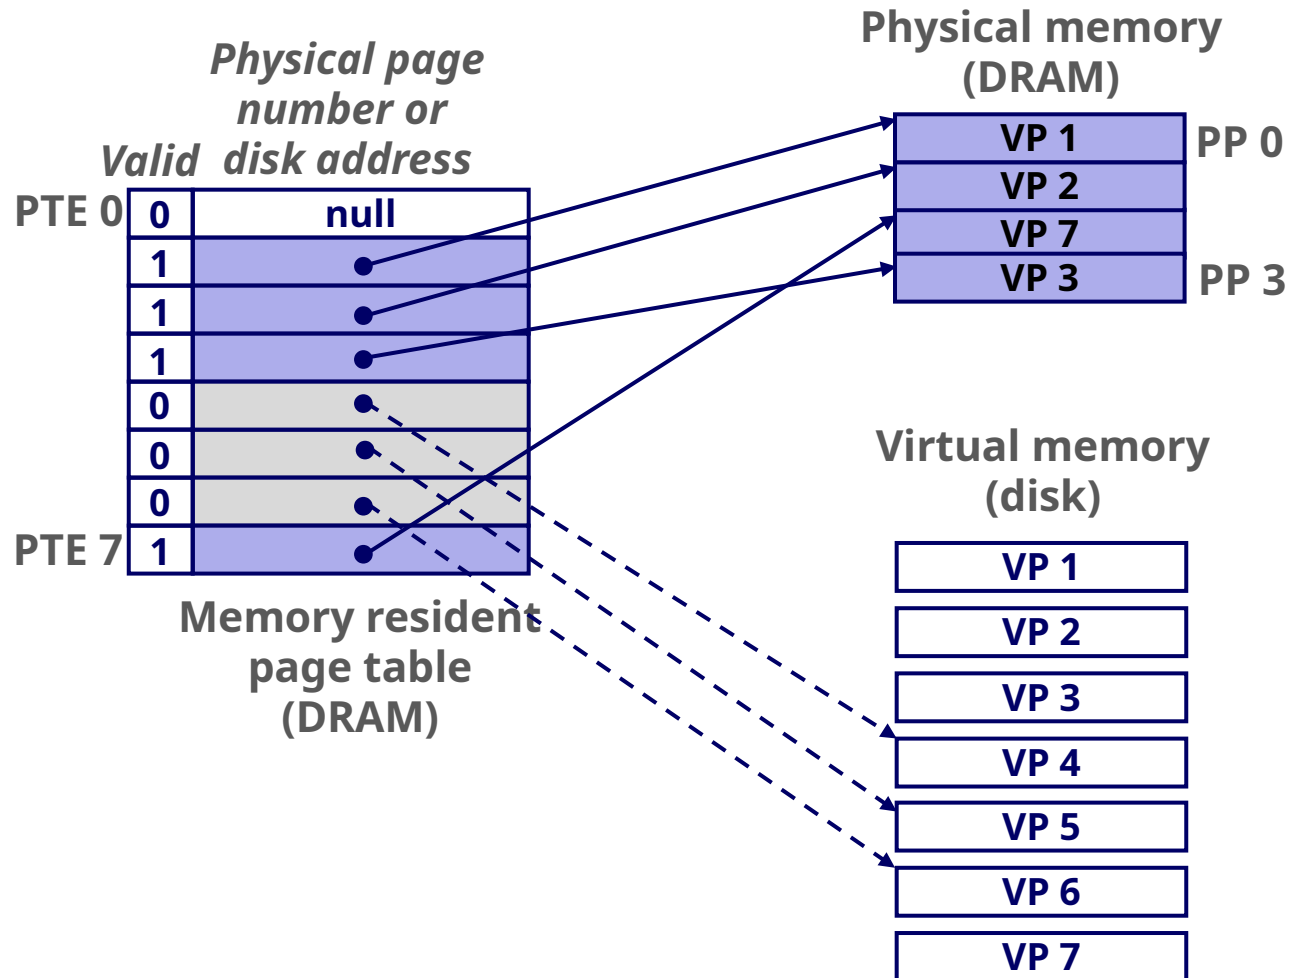 Physical memory
(DRAM)
Physical page
number or
disk address
Valid
VP 1
PP 0
VP 2
VP 7
VP 3
PP 3
PTE 0
0
null
1
1
1
0
0
0
PTE 7
1
Memory resident
page table
(DRAM)
Virtual memory
(disk)
VP 1
VP 2
VP 3
VP 4
VP 5
VP 6
VP 7